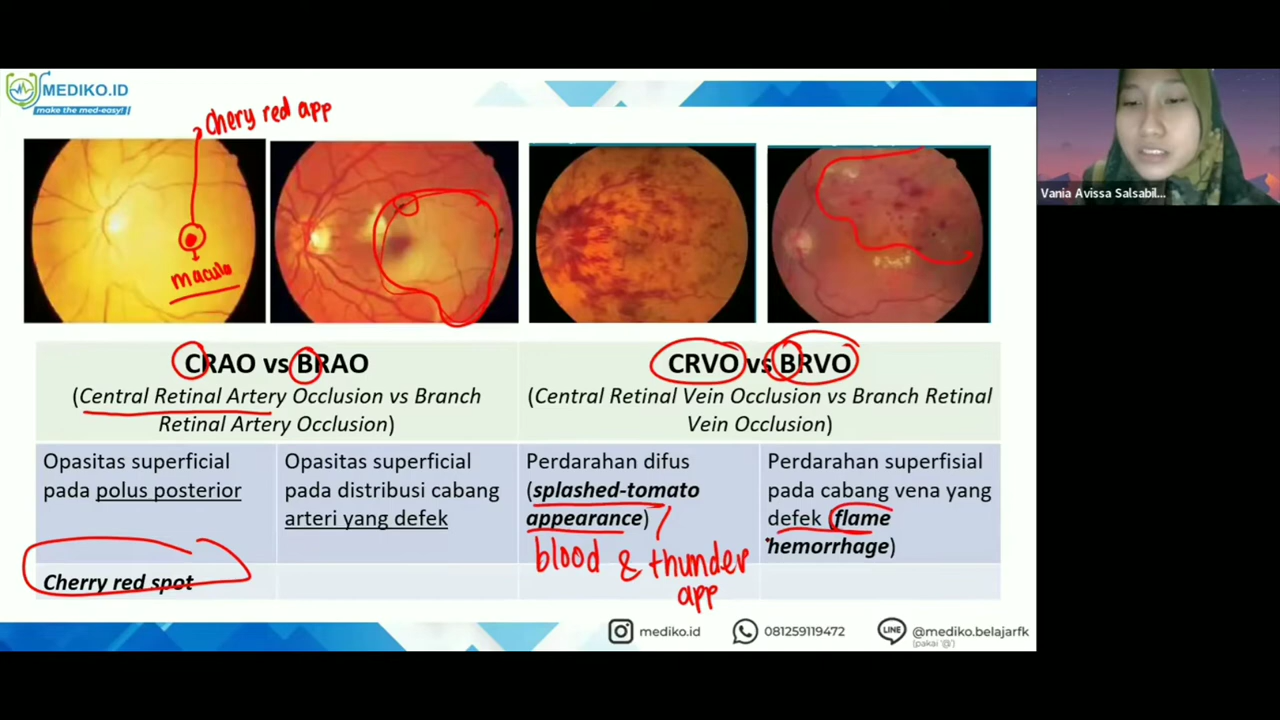 MEDIKO.ID
make the med-easy!
Chery red app
macula
Vania Avissa Salsabil...
CRAO vs BRAO
(Central Retinal Artery Occlusion vs Branch
Retinal Artery Occlusion)
CRVO vs BRVO
(Central Retinal Vein Occlusion vs Branch Retinal
Vein Occlusion)
Opasitas superficial
pada polus posterior
Cherry red spot
Opasitas superficial
pada distribusi cabang
arteri yang defek
Perdarahan difus
(splashed-tomato
appearance)
blood & thunder
app
Perdarahan superfisial
pada cabang vena yang
defek (flame
hemorrhage)
mediko.id
081259119472
LINE
@mediko.belajarfk
(pakai '@')